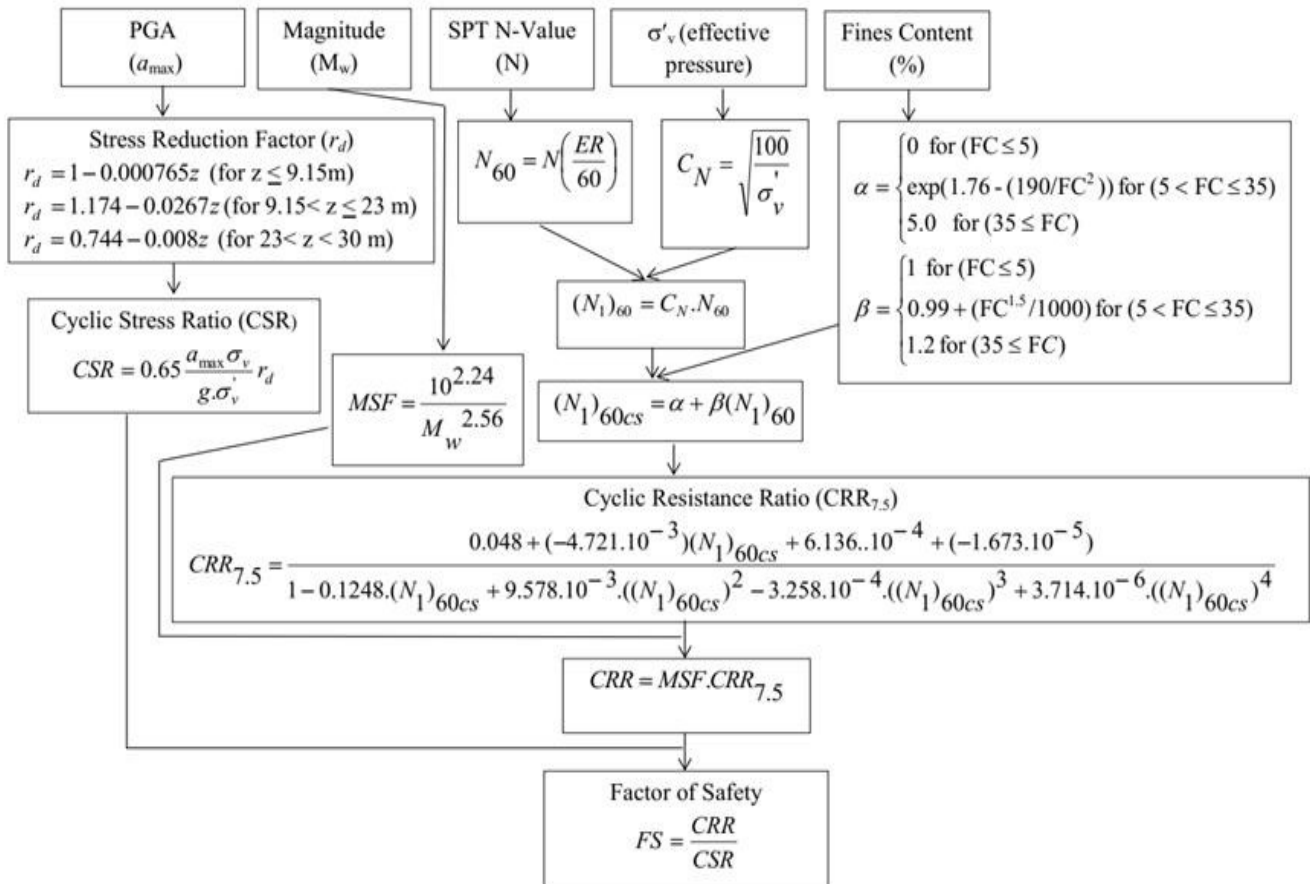 PGA
(a_max)
Magnitude
(M_w)
SPT N-Value
(N)
σ'_v (effective
pressure)
Fines Content
(%)
Stress Reduction Factor (r_d)
r_d = 1 − 0.000765z (for z ≤ 9.15m)
r_d = 1.174 − 0.0267z (for 9.15< z ≤ 23 m)
r_d = 0.744 − 0.008z (for 23< z < 30 m)
N_60 = N(ER/60)
C_N = √(100/σ'_v)
α = { 0 for (FC ≤ 5)
exp(1.76 - (190/FC^2)) for (5 < FC ≤ 35)
5.0 for (35 ≤ FC)
β = { 1 for (FC ≤ 5)
0.99 + (FC^1.5/1000) for (5 < FC ≤ 35)
1.2 for (35 ≤ FC)
Cyclic Stress Ratio (CSR)
CSR = 0.65 (a_max σ_v / g.σ'_v) r_d
(N_1)_60 = C_N.N_60
MSF = 10^2.24 / M_w^2.56
(N_1)_60cs = α + β(N_1)_60
Cyclic Resistance Ratio (CRR_7.5)
CRR_7.5 = 0.048 + (−4.721.10^−3)(N_1)_60cs + 6.136..10^−4 + (−1.673.10^−5)
1 − 0.1248.(N_1)_60cs + 9.578.10^−3.((N_1)_60cs)^2 − 3.258.10^−4.((N_1)_60cs)^3 + 3.714.10^−6.((N_1)_60cs)^4
CRR = MSF.CRR_7.5
Factor of Safety
FS = CRR/CSR